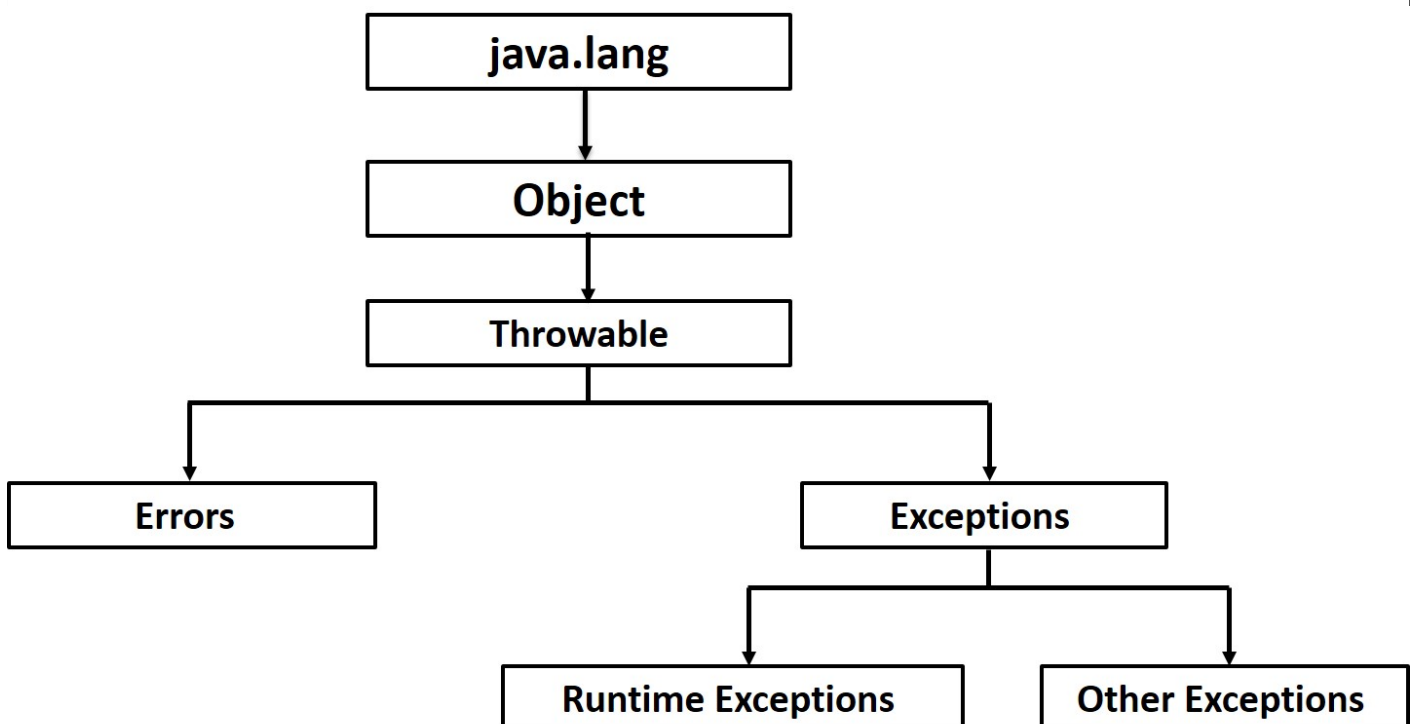 java.lang
Object
Throwable
Errors
Exceptions
Runtime Exceptions
Other Exceptions